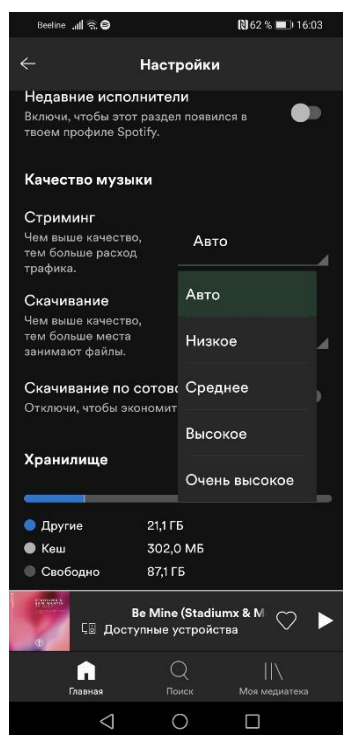 Beeline 62 % 16:03
Настройки
Недавние исполнители
Включи, чтобы этот раздел появился в
твоем профиле Spotify.
Качество музыки
Стриминг
Чем выше качество,
тем больше расход
трафика.
Авто
Авто
Скачивание
Чем выше качество,
тем больше места
занимают файлы.
Низкое
Скачивание по сотов
Отключи, чтобы экономит
Среднее
Высокое
Очень высокое
Хранилище
Другие 21,1 ГБ
Кеш 302,0 МБ
Свободно 87,1 ГБ
Be Mine (Stadiumx & M
Доступные устройства
Главная Поиск Моя медиатека